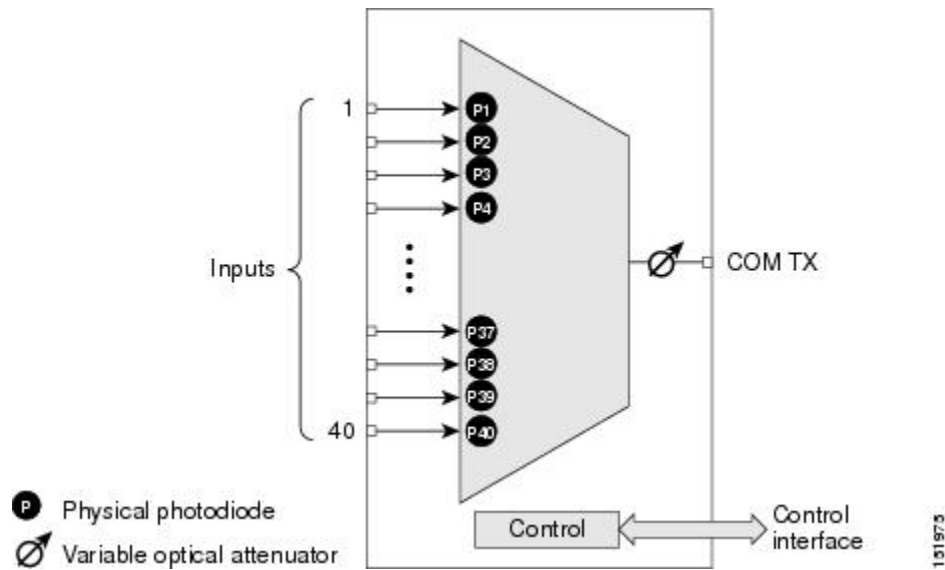 1
P1
P2
P3
P4
Inputs
COM TX
P37
P38
P39
40
P40
P
Physical photodiode
Variable optical attenuator
Control
Control
interface
151975